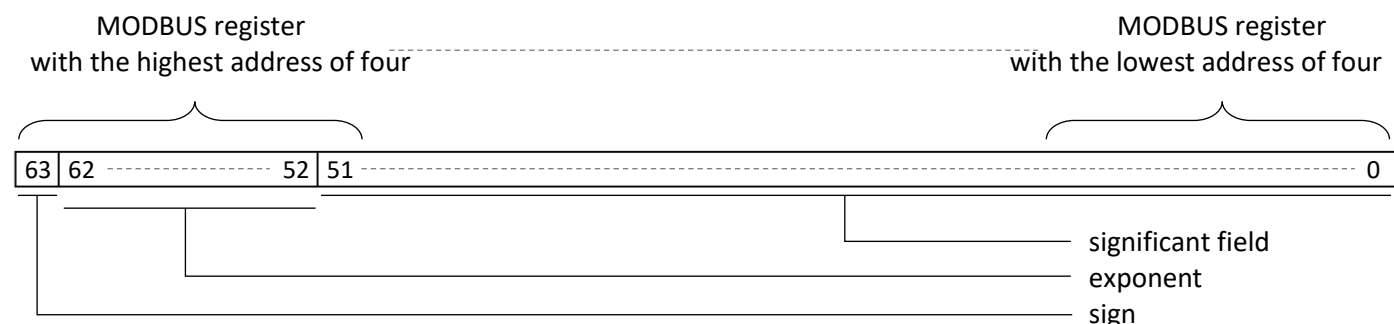 MODBUS register
with the highest address of four
MODBUS register
with the lowest address of four
63 62 52 51 0
significant field
exponent
sign